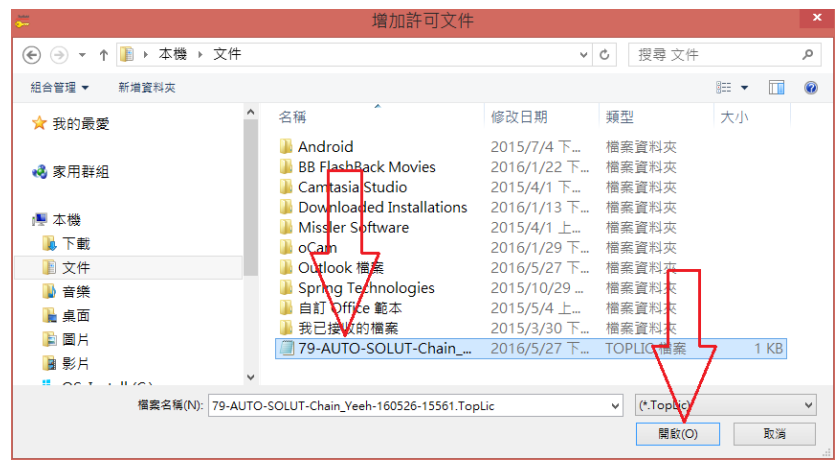 增加許可文件
本機 文件
搜尋 文件
組合管理 新增資料夾
名稱 修改日期 類型 大小
我的最愛
家用群組
本機
下載
文件
音樂
桌面
圖片
影片
Android 2015/7/4 下... 檔案資料夾
BB FlashBack Movies 2016/1/22 下... 檔案資料夾
Camtasia Studio 2015/4/1 下... 檔案資料夾
Downloaded Installations 2016/1/13 下... 檔案資料夾
Missler Software 2015/4/1 上... 檔案資料夾
oCam 2016/1/29 下... 檔案資料夾
Outlook 檔案 2016/5/27 下... 檔案資料夾
Spring Technologies 2015/10/29 ... 檔案資料夾
自訂 Office 範本 2015/5/4 上... 檔案資料夾
我已接收的檔案 2015/3/30 下... 檔案資料夾
79-AUTO-SOLUT-Chain_... 2016/5/27 下... TOPLIC 檔案 1 KB
檔案名稱(N): 79-AUTO-SOLUT-Chain_Yeeh-160526-15561.TopLic (*.TopLic)
開啟(O) 取消